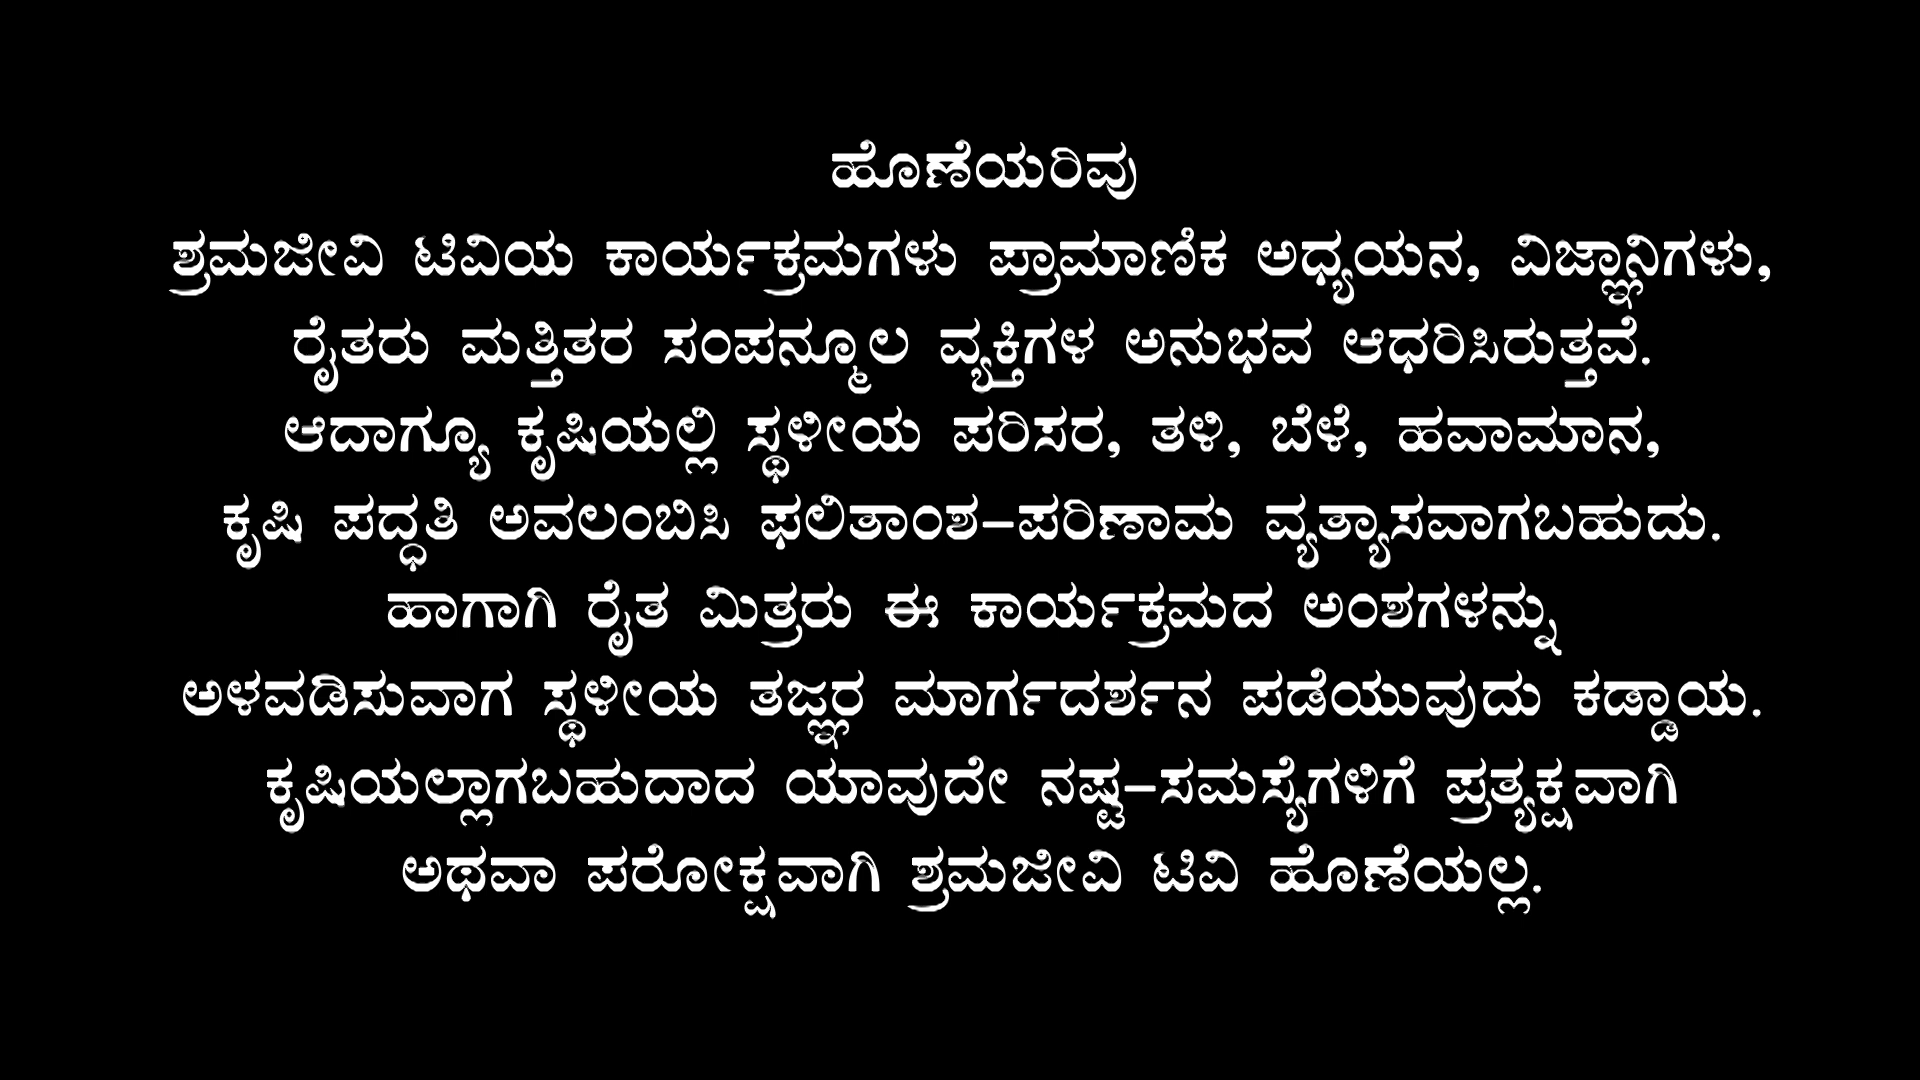 ಹೊಣೆಯರಿವು
ಶ್ರಮಜೀವಿ ಟಿವಿಯ ಕಾರ್ಯಕ್ರಮಗಳು ಪ್ರಾಮಾಣಿಕ ಅಧ್ಯಯನ, ವಿಜ್ಞಾನಿಗಳು,
ರೈತರು ಮತ್ತಿತರ ಸಂಪನ್ಮೂಲ ವ್ಯಕ್ತಿಗಳ ಅನುಭವ ಆಧರಿಸಿರುತ್ತವೆ.
ಆದಾಗ್ಯೂ ಕೃಷಿಯಲ್ಲಿ ಸ್ಥಳೀಯ ಪರಿಸರ, ತಳಿ, ಬೆಳೆ, ಹವಾಮಾನ,
ಕೃಷಿ ಪದ್ಧತಿ ಅವಲಂಬಿಸಿ ಫಲಿತಾಂಶ-ಪರಿಣಾಮ ವ್ಯತ್ಯಾಸವಾಗಬಹುದು.
ಹಾಗಾಗಿ ರೈತ ಮಿತ್ರರು ಈ ಕಾರ್ಯಕ್ರಮದ ಅಂಶಗಳನ್ನು
ಅಳವಡಿಸುವಾಗ ಸ್ಥಳೀಯ ತಜ್ಞರ ಮಾರ್ಗದರ್ಶನ ಪಡೆಯುವುದು ಕಡ್ಡಾಯ.
ಕೃಷಿಯಲ್ಲಾಗಬಹುದಾದ ಯಾವುದೇ ನಷ್ಟ-ಸಮಸ್ಯೆಗಳಿಗೆ ಪ್ರತ್ಯಕ್ಷವಾಗಿ
ಅಥವಾ ಪರೋಕ್ಷವಾಗಿ ಶ್ರಮಜೀವಿ ಟಿವಿ ಹೊಣೆಯಲ್ಲ.